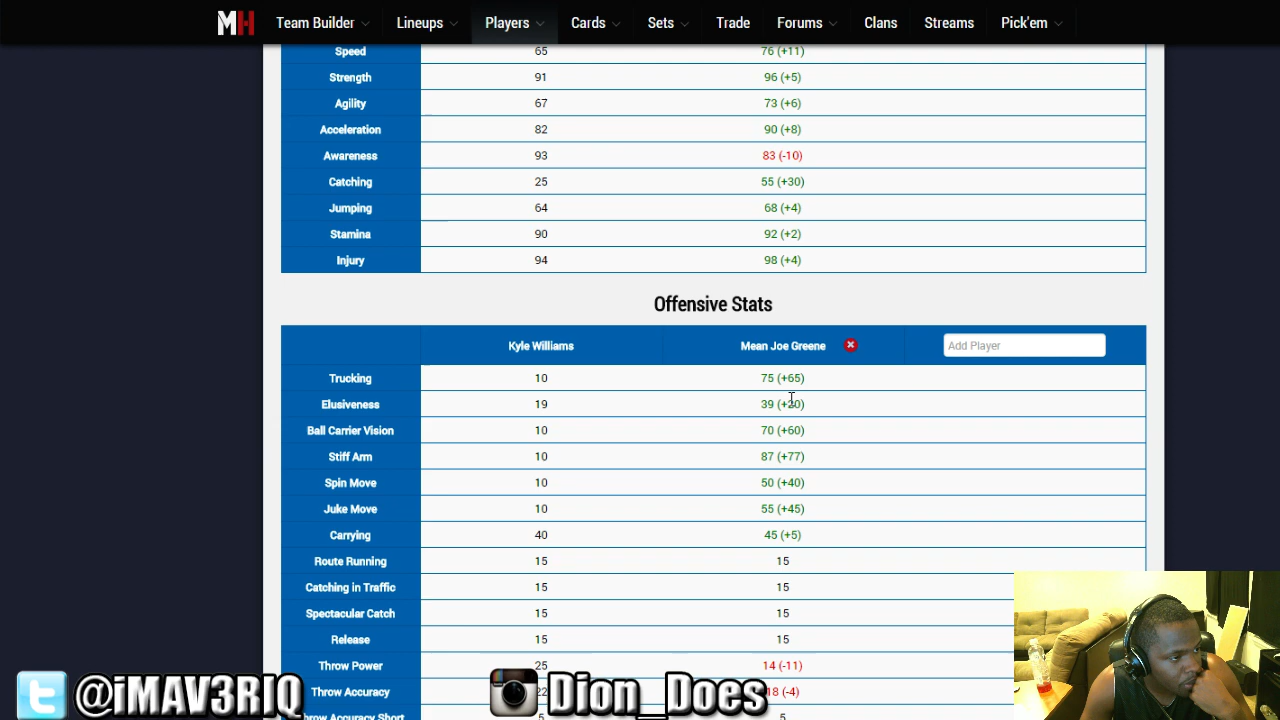 MH Team Builder Lineups Players Cards Sets Trade Forums Clans Streams Pick'em
Speed 65 76 (+11)
Strength 91 96 (+5)
Agility 67 73 (+6)
Acceleration 82 90 (+8)
Awareness 93 83 (-10)
Catching 25 55 (+30)
Jumping 64 68 (+4)
Stamina 90 92 (+2)
Injury 94 98 (+4)
Offensive Stats
Kyle Williams Mean Joe Greene Add Player
Trucking 10 75 (+65)
Elusiveness 19 39 (+20)
Ball Carrier Vision 10 70 (+60)
Stiff Arm 10 87 (+77)
Spin Move 10 50 (+40)
Juke Move 10 55 (+45)
Carrying 40 45 (+5)
Route Running 15 15
Catching in Traffic 15 15
Spectacular Catch 15 15
Release 15 15
Throw Power 25 14 (-11)
Throw Accuracy (-4)
@iMAV3RIQ Dion__Does
Throw Accuracy Short 5 5